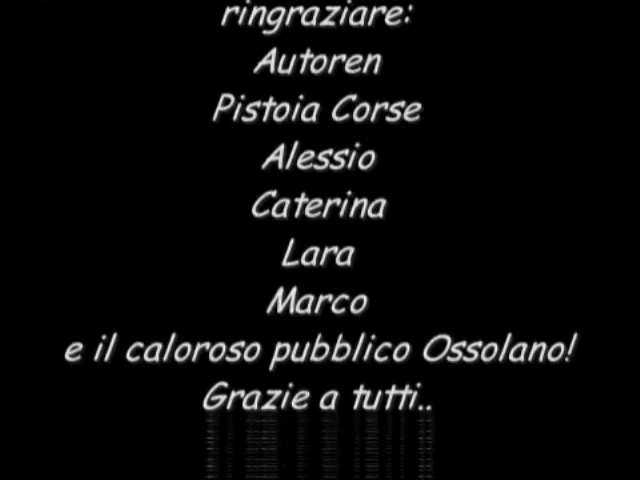 ringraziare:
Autoren
Pistoia Corse
Alessio
Caterina
Lara
Marco
e il caloroso pubblico Ossolano!
Grazie a tutti..